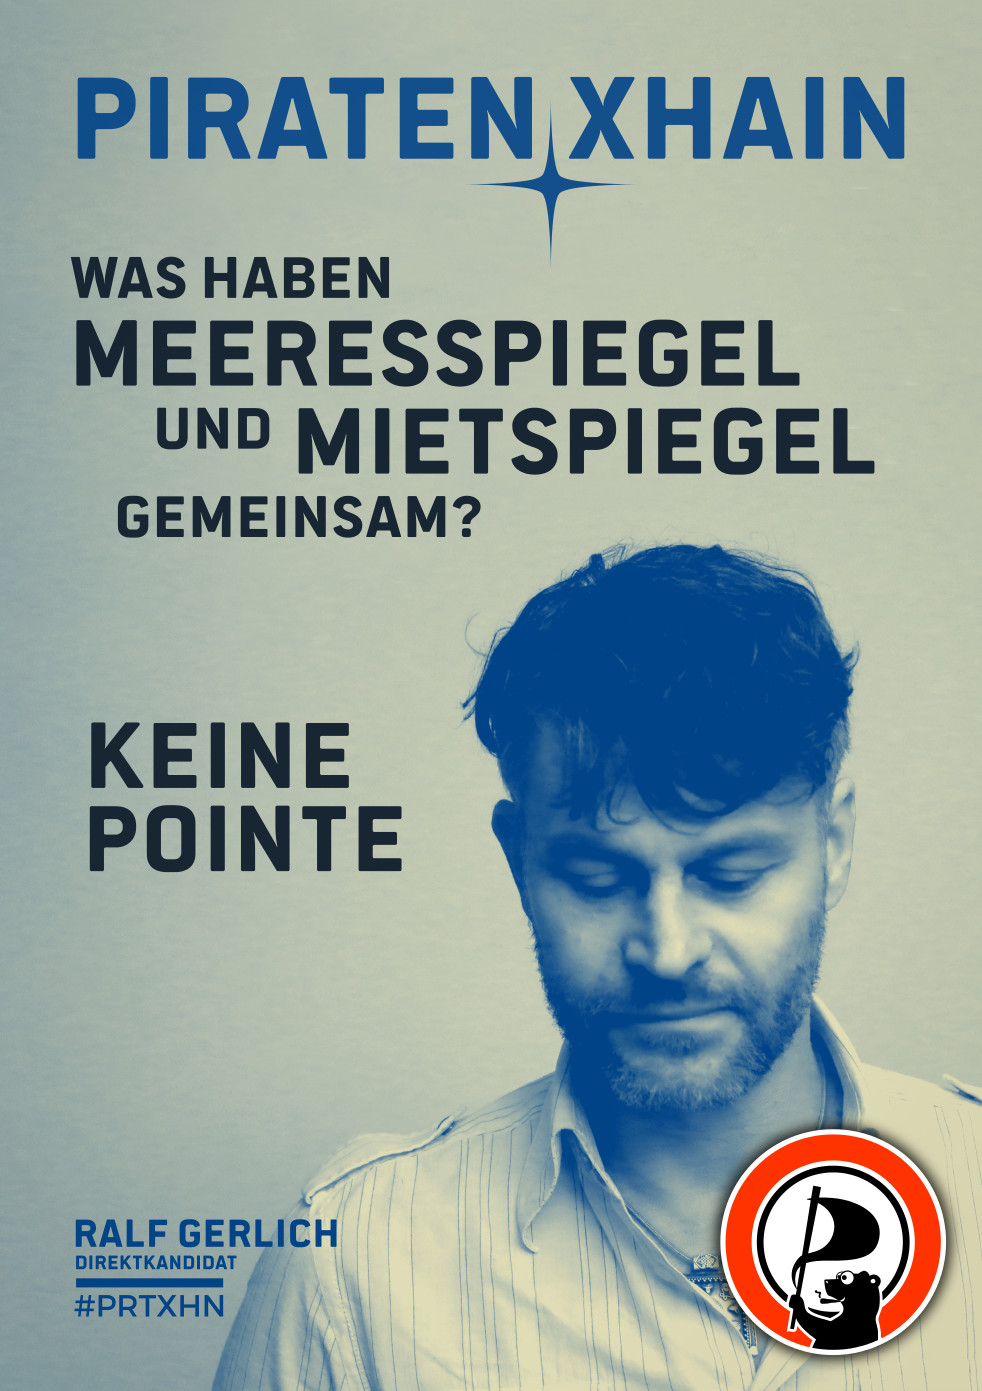 PIRATEN XHAIN
WAS HABEN
MEERESSPIEGEL
UND MIETSPIEGEL
GEMEINSAM?
KEINE
POINTE
RALF GERLICH
DIREKTKANDIDAT
#PRTXHN